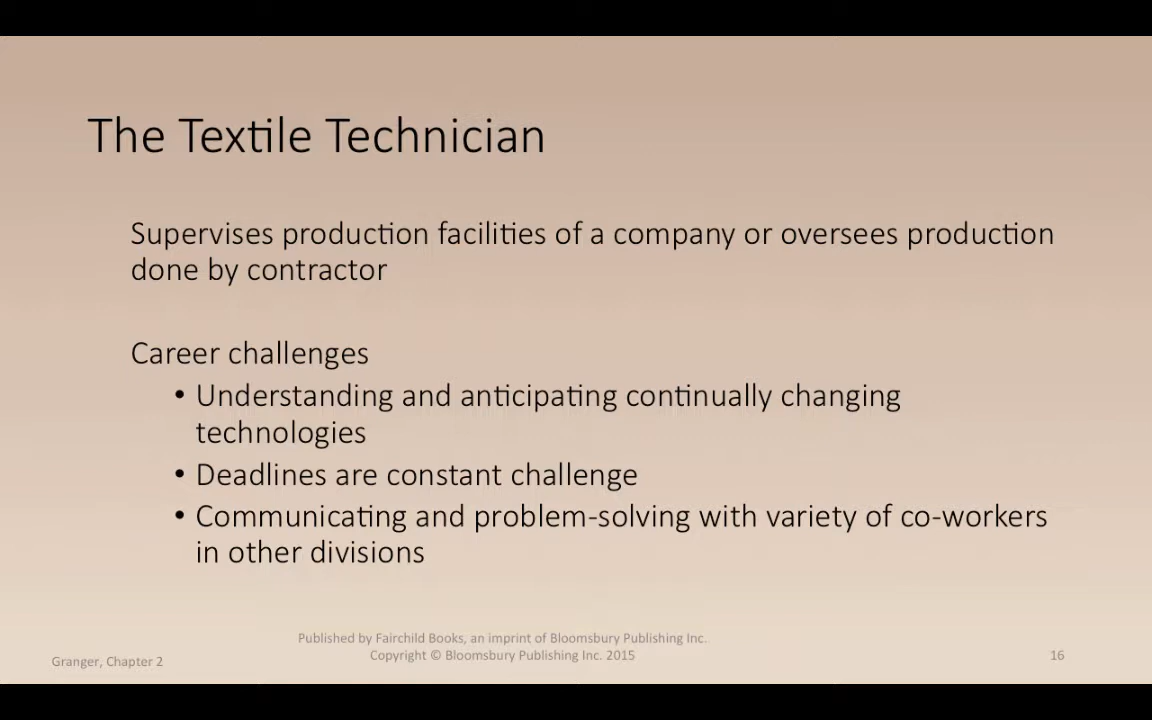 The Textile Technician
Supervises production facilities of a company or oversees production
done by contractor
Career challenges
• Understanding and anticipating continually changing
technologies
• Deadlines are constant challenge
• Communicating and problem-solving with variety of co-workers
in other divisions
Published by Fairchild Books, an imprint of Bloomsbury Publishing Inc.
Copyright © Bloomsbury Publishing Inc. 2015
Granger, Chapter 2
16